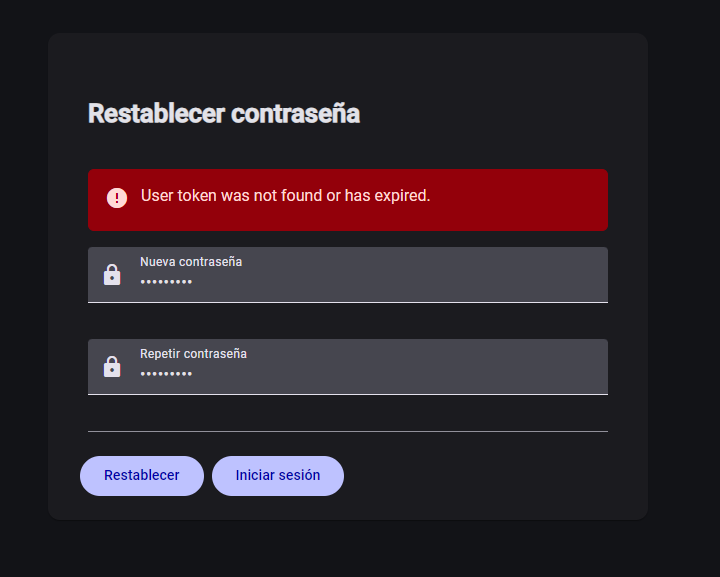 Restablecer contraseña
User token was not found or has expired.
Nueva contraseña
•••••••••
Repetir contraseña
•••••••••
Restablecer
Iniciar sesión